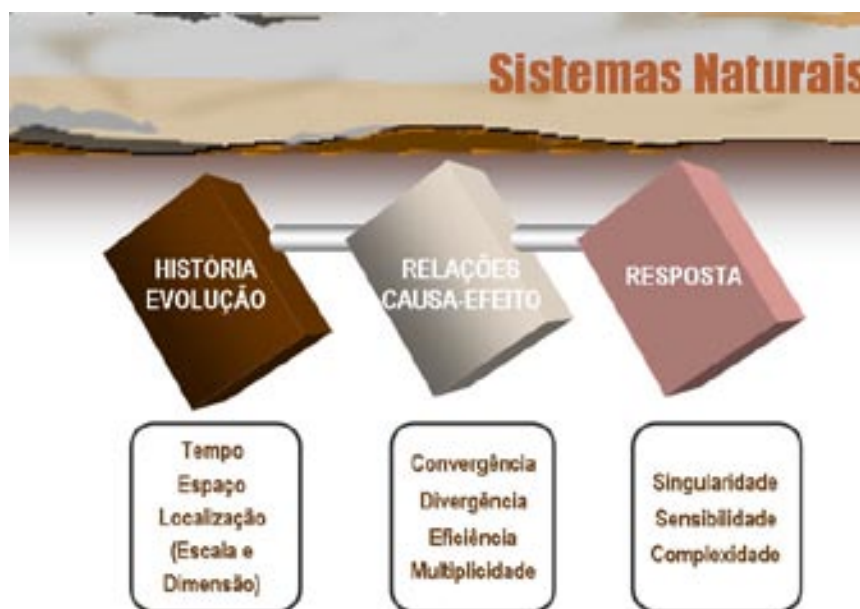 Sistemas Naturais
HISTÓRIA
EVOLUÇÃO
RELAÇÕES
CAUSA-EFEITO
RESPOSTA
Tempo
Espaço
Localização
(Escala e
Dimensão)
Convergência
Divergência
Eficiência
Multiplicidade
Singularidade
Sensibilidade
Complexidade